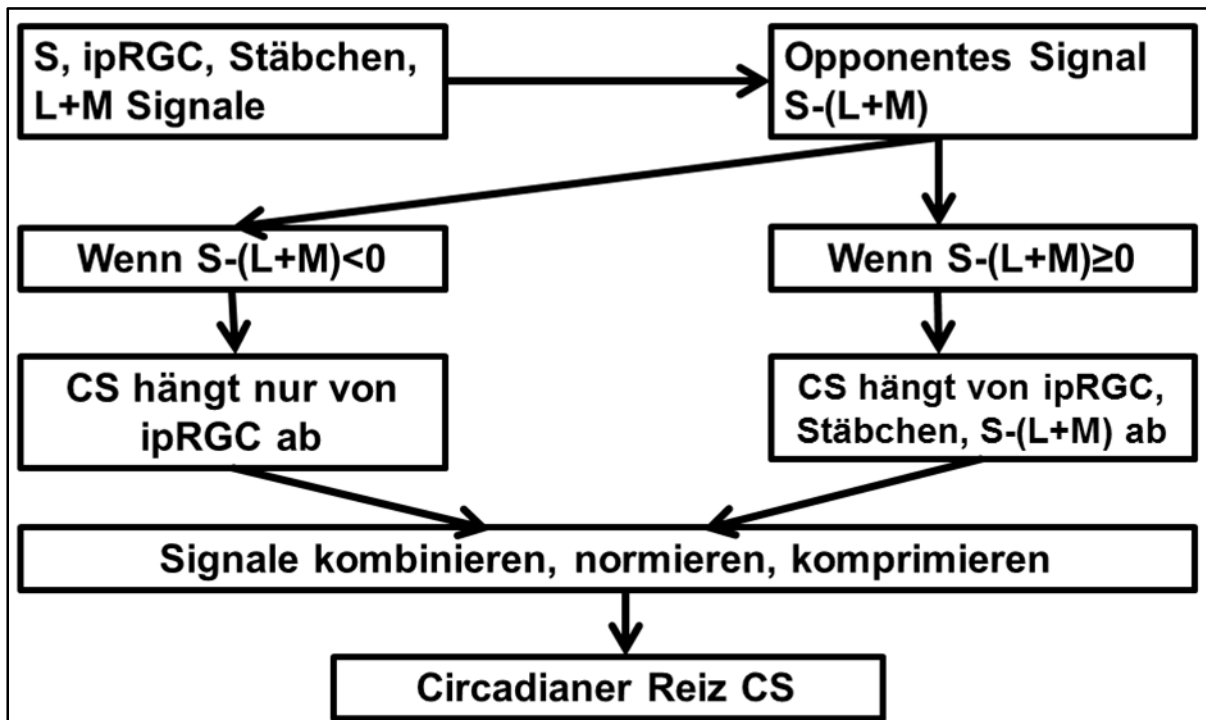 S, ipRGC, Stäbchen,
L+M Signale
Opponentes Signal
S-(L+M)
Wenn S-(L+M)<0
Wenn S-(L+M)≥0
CS hängt nur von
ipRGC ab
CS hängt von ipRGC,
Stäbchen, S-(L+M) ab
Signale kombinieren, normieren, komprimieren
Circadianer Reiz CS